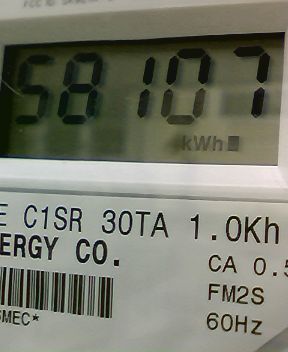 58107
kWh
E C1SR 30TA 1.0Kh
ERGY CO.
CA 0.5
FM2S
60Hz
SMEC*